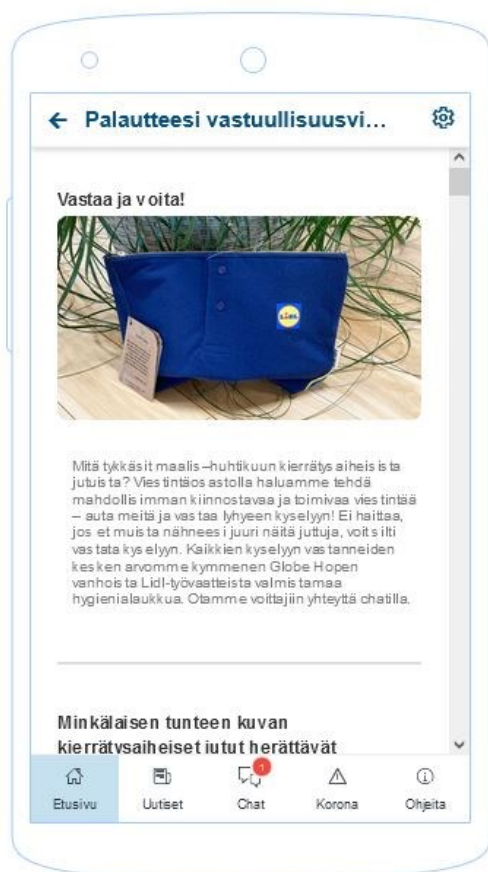 Palautteesi vastuullisuusvi...
Vastaa ja voita!
LIDL
Mitä tykkäsit maalis–huhtikuun kierrätysaiheisista
jutuista? Viestintäosastolla haluamme tehdä
mahdollisimman kiinnostavaa ja toimivaa viestintää
– auta meitä ja vastaa lyhyeen kyselyyn! Ei haittaa,
jos et muista nähneesi juuri näitä juttuja, voit silti
vastata kyselyyn. Kaikkien kyselyyn vastanneiden
kesken arvomme kymmenen Globe Hopen
vanhoista Lidl-työvaatteista valmistamaa
hygienialaukkua. Otamme voittajiin yhteyttä chatilla.
Minkälaisen tunteen kuvan
kierrätysaiheiset jutut herättävät
1
Etusivu Uutiset Chat Korona Ohjeita